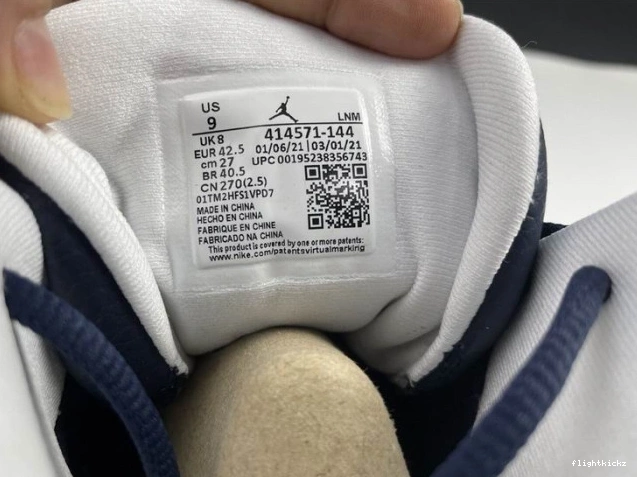 US
9
LNM
UK 8
414571-144
EUR 42.5
01/06/21 | 03/01/21
cm 27
UPC 00195238356743
BR 40.5
CN 270(2.5)
01TM2HFS1VPD7
MADE IN CHINA
HECHO EN CHINA
FABRIQUE EN CHINE
FABRICADO NA CHINA
This product is covered by one or more patents:
www.nike.com/patentsvirtualmarking
flightkickz